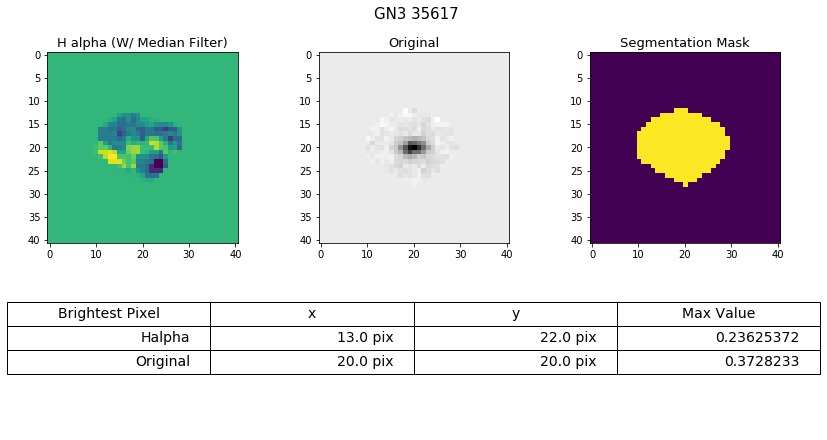 GN3 35617
H alpha (W/ Median Filter)
Original
Segmentation Mask
0
5
10
15
20
25
30
35
40
0 10 20 30 40
0
5
10
15
20
25
30
35
40
0 10 20 30 40
0
5
10
15
20
25
30
35
40
0 10 20 30 40
Brightest Pixel x y Max Value
Halpha 13.0 pix 22.0 pix 0.23625372
Original 20.0 pix 20.0 pix 0.3728233